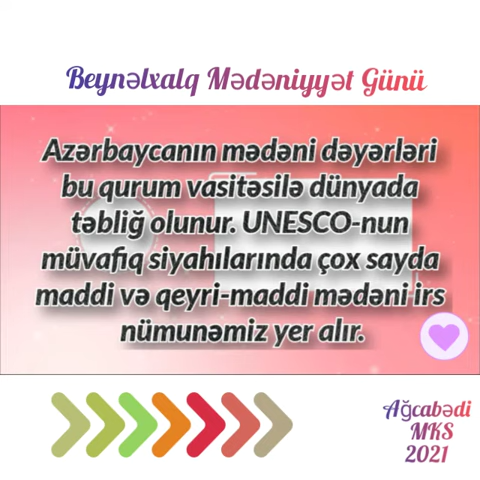 Beynəlxalq Mədəniyyət Günü
Azərbaycanın mədəni dəyərləri
bu qurum vasitəsilə dünyada
təbliğ olunur. UNESCO-nun
müvafiq siyahılarında çox sayda
maddi və qeyri-maddi mədəni irs
nümunəmiz yer alır.
Ağcabədi
MKS
2021